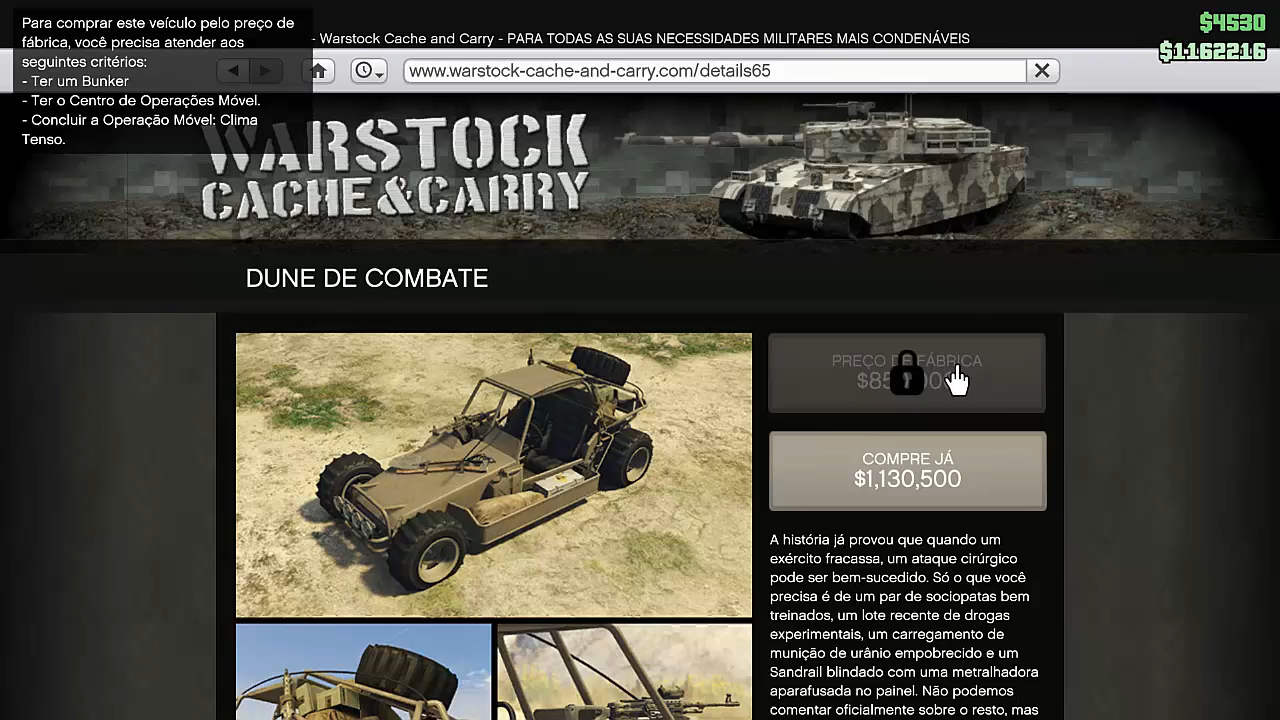 Para comprar este veículo pelo preço de
fábrica, você precisa atender aos
seguintes critérios:
- Ter um Bunker
- Ter o Centro de Operações Móvel.
- Concluir a Operação Móvel: Clima
Tenso.
- Warstock Cache and Carry - PARA TODAS AS SUAS NECESSIDADES MILITARES MAIS CONDENÁVEIS
$4530
$1162216
www.warstock-cache-and-carry.com/details65
WARSTOCK
CACHE&CARRY
DUNE DE COMBATE
PREÇO DE FÁBRICA
COMPRE JÁ
$1,130,500
A história já provou que quando um
exército fracassa, um ataque cirúrgico
pode ser bem-sucedido. Só o que você
precisa é de um par de sociopatas bem
treinados, um lote recente de drogas
experimentais, um carregamento de
munição de urânio empobrecido e um
Sandrail blindado com uma metralhadora
aparafusada no painel. Não podemos
comentar oficialmente sobre o resto, mas